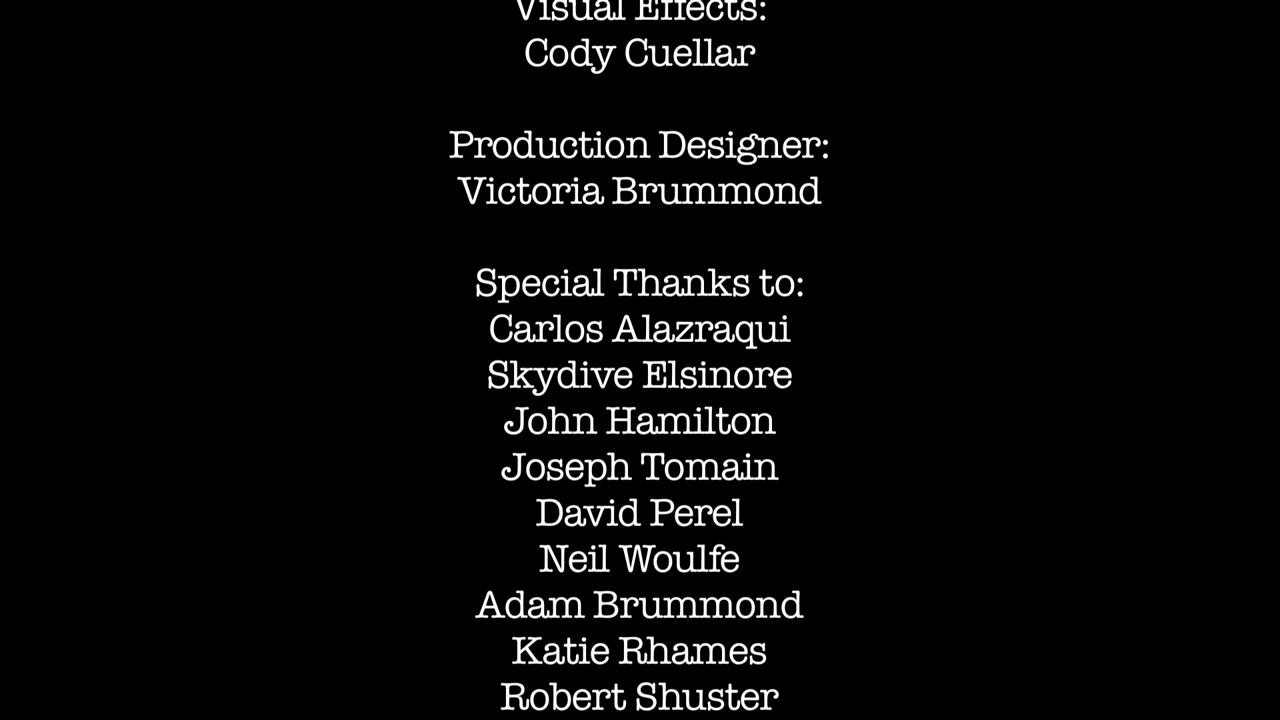 Visual Effects:
Cody Cuellar
Production Designer:
Victoria Brummond
Special Thanks to:
Carlos Alazraqui
Skydive Elsinore
John Hamilton
Joseph Tomain
David Perel
Neil Woulfe
Adam Brummond
Katie Rhames
Robert Shuster